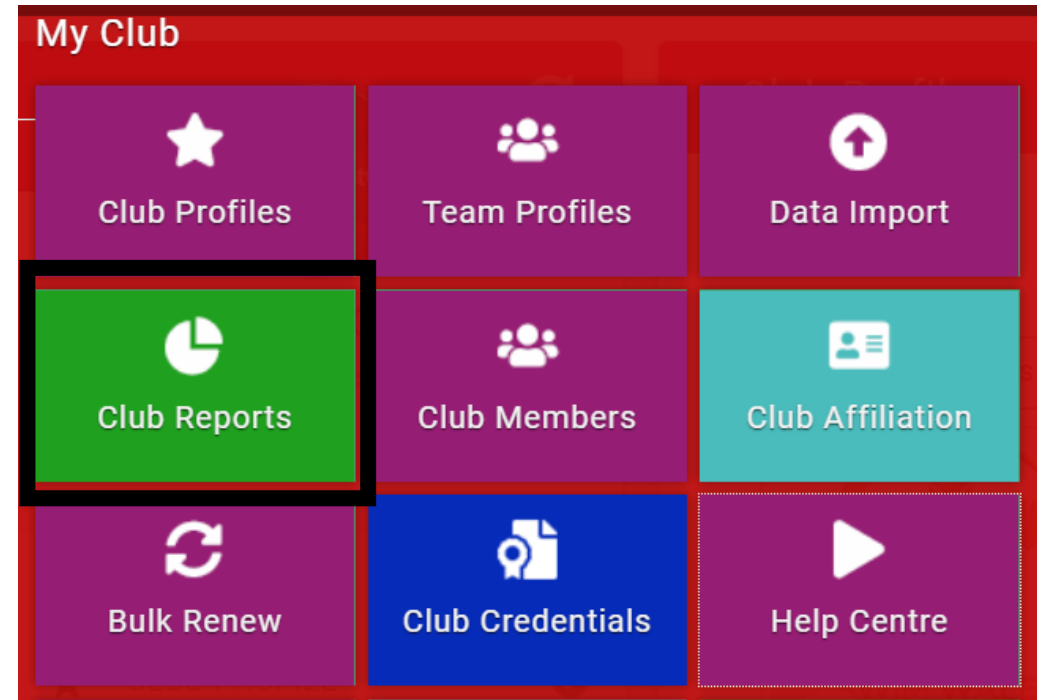 My Club
Club Profiles
Team Profiles
Data Import
Club Reports
Club Members
Club Affiliation
Bulk Renew
Club Credentials
Help Centre